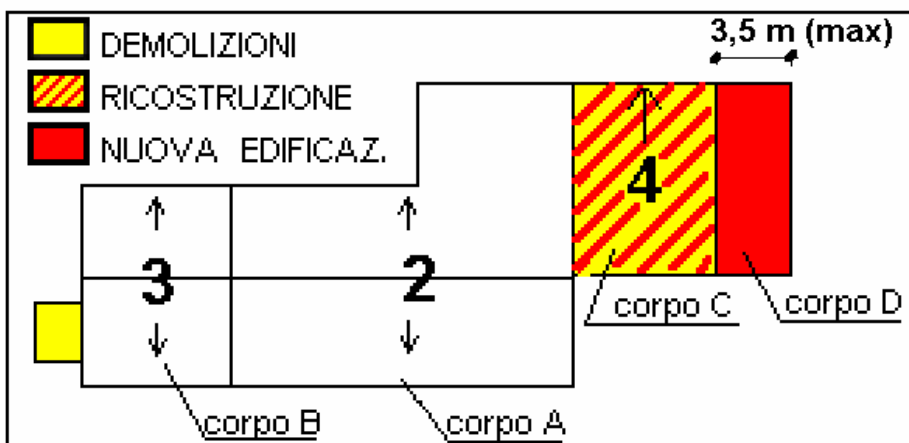 DEMOLIZIONI
3,5 m (max)
RICOSTRUZIONE
NUOVA EDIFICAZ.
4
3
2
corpo C
corpo D
corpo B
corpo A